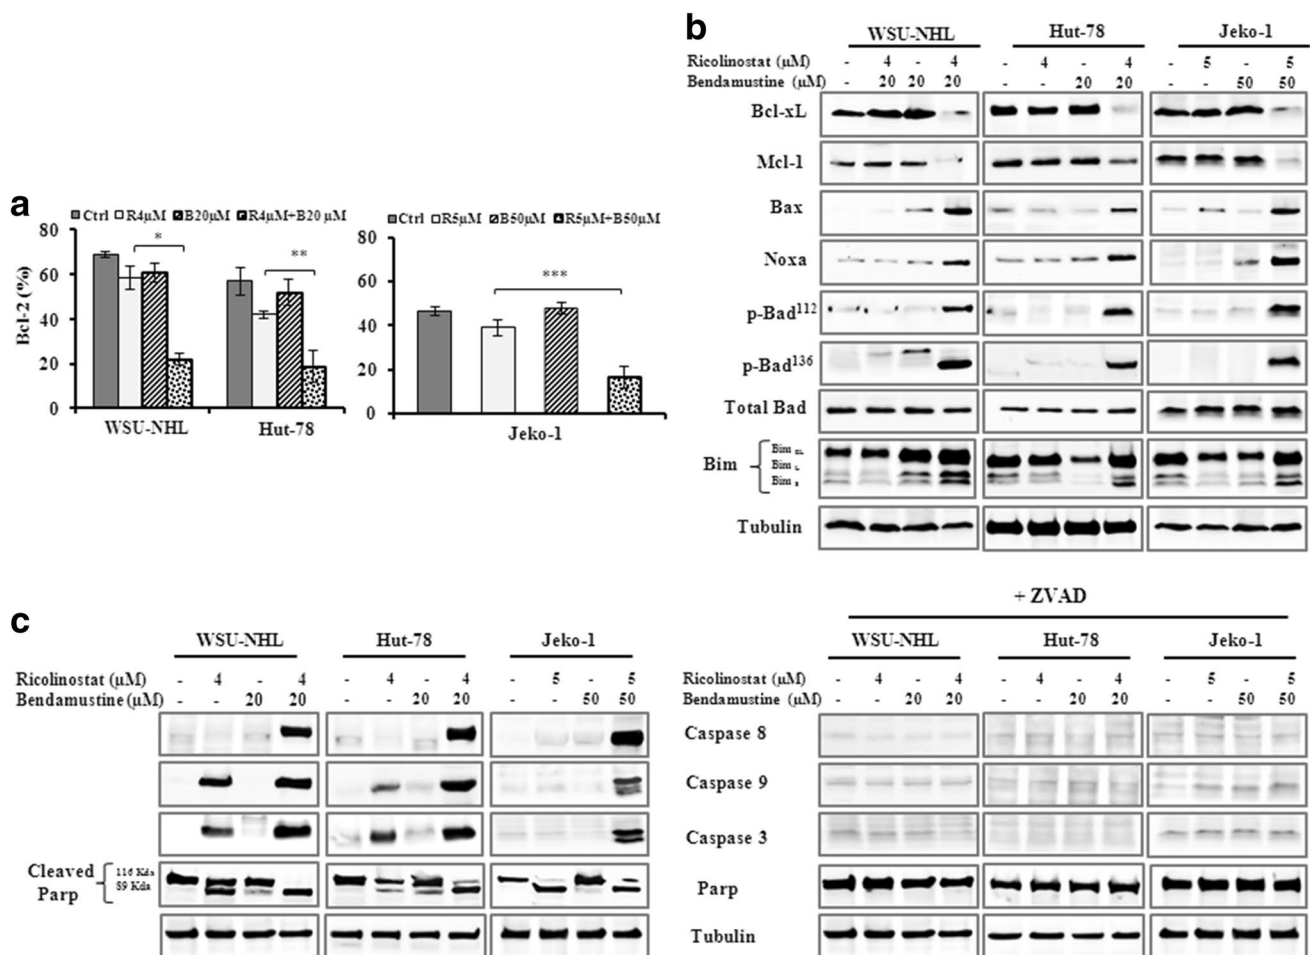 a
Ctrl R4μM B20μM R4μM+B20 μM
Bcl-2 (%)
80
60
40
20
0
*
**
WSU-NHL Hut-78
Ctrl R5μM B50μM R5μM+B50μM
80
60
40
20
0
***
Jeko-1
b
WSU-NHL Hut-78 Jeko-1
Ricolinostat (μM) - 4 - 4 - 4 - 4 - 5 - 5
Bendamustine (μM) - 20 20 20 - - 20 20 - - 50 50
Bcl-xL
Mcl-1
Bax
Noxa
p-Bad112
p-Bad136
Total Bad
Bim
Bim EL
Bim L
Bim S
Tubulin
c
WSU-NHL Hut-78 Jeko-1
Ricolinostat (μM) - 4 - 4 - 4 - 4 - 5 - 5
Bendamustine (μM) - - 20 20 - - 20 20 - - 50 50
Cleaved
Parp
116 Kda
89 Kda
+ ZVAD
WSU-NHL Hut-78 Jeko-1
Ricolinostat (μM) - 4 - 4 - 4 - 4 - 5 - 5
Bendamustine (μM) - - 20 20 - - 20 20 - - 50 50
Caspase 8
Caspase 9
Caspase 3
Parp
Tubulin